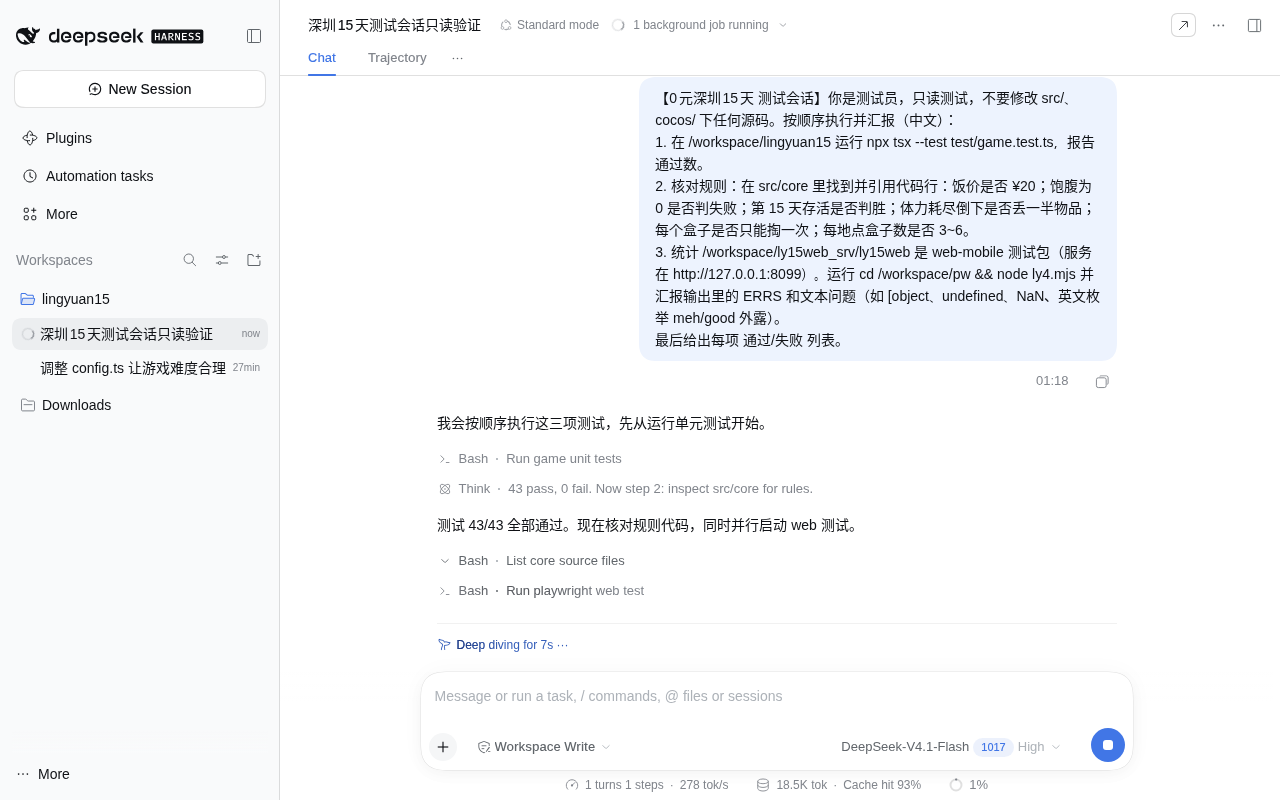 deepseek HARNESS
New Session
Plugins
Automation tasks
More
Workspaces
lingyuan15
深圳15天测试会话只读验证 now
调整 config.ts 让游戏难度合理 27min
Downloads
More
深圳15天测试会话只读验证 Standard mode 1 background job running
Chat Trajectory ···
【0元深圳15天 测试会话】你是测试员，只读测试，不要修改 src/、
cocos/ 下任何源码。按顺序执行并汇报（中文）：
1. 在 /workspace/lingyuan15 运行 npx tsx --test test/game.test.ts，报告
通过数。
2. 核对规则：在 src/core 里找到并引用代码行：饭价是否 ¥20；饱腹为
0 是否判失败；第 15 天存活是否判胜；体力耗尽倒下是否丢一半物品；
每个盒子是否只能掏一次；每地点盒子数是否 3~6。
3. 统计 /workspace/ly15web_srv/ly15web 是 web-mobile 测试包（服务
在 http://127.0.0.1:8099）。运行 cd /workspace/pw && node ly4.mjs 并
汇报输出里的 ERRS 和文本问题（如 [object、undefined、NaN、英文枚
举 meh/good 外露）。
最后给出每项 通过/失败 列表。
01:18
我会按顺序执行这三项测试，先从运行单元测试开始。
Bash · Run game unit tests
Think · 43 pass, 0 fail. Now step 2: inspect src/core for rules.
测试 43/43 全部通过。现在核对规则代码，同时并行启动 web 测试。
Bash · List core source files
Bash · Run playwright web test
Deep diving for 7s ···
Message or run a task, / commands, @ files or sessions
Workspace Write DeepSeek-V4.1-Flash 1017 High
1 turns 1 steps · 278 tok/s 18.5K tok · Cache hit 93% 1%